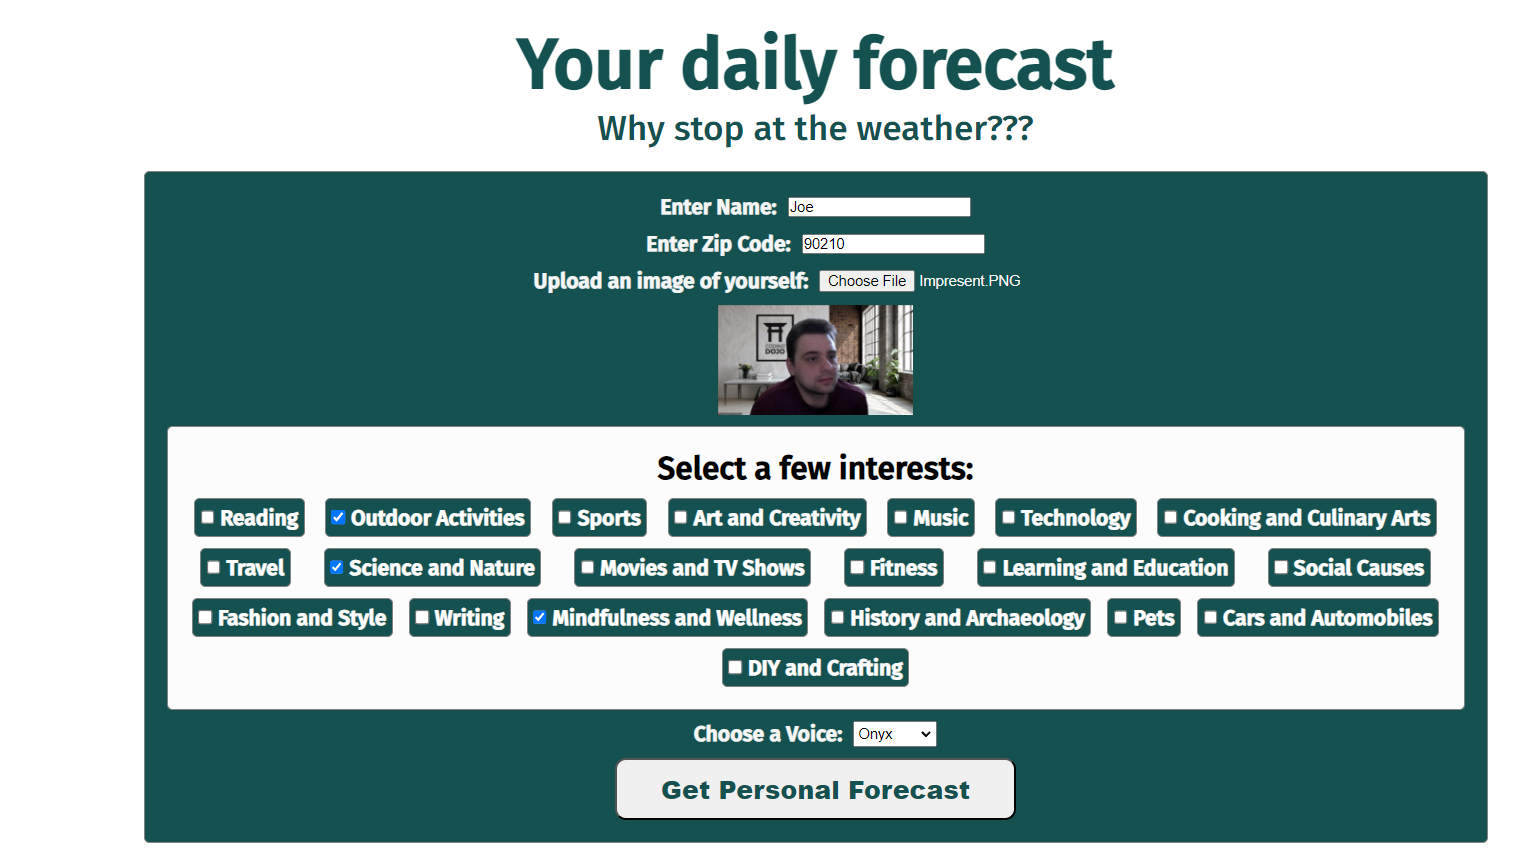 Your daily forecast
Why stop at the weather???
Enter Name: Joe
Enter Zip Code: 90210
Upload an image of yourself: Choose File Impresent.PNG
CODING
DOJO
Select a few interests:
Reading Outdoor Activities Sports Art and Creativity Music Technology Cooking and Culinary Arts
Travel Science and Nature Movies and TV Shows Fitness Learning and Education Social Causes
Fashion and Style Writing Mindfulness and Wellness History and Archaeology Pets Cars and Automobiles
DIY and Crafting
Choose a Voice: Onyx
Get Personal Forecast